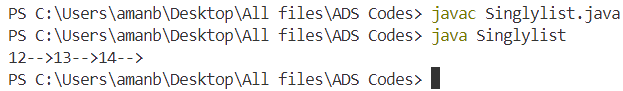 PS C:\Users\amanb\Desktop\All files\ADS Codes> javac Singlylist.java
PS C:\Users\amanb\Desktop\All files\ADS Codes> java Singlylist
12-->13-->14-->
PS C:\Users\amanb\Desktop\All files\ADS Codes>